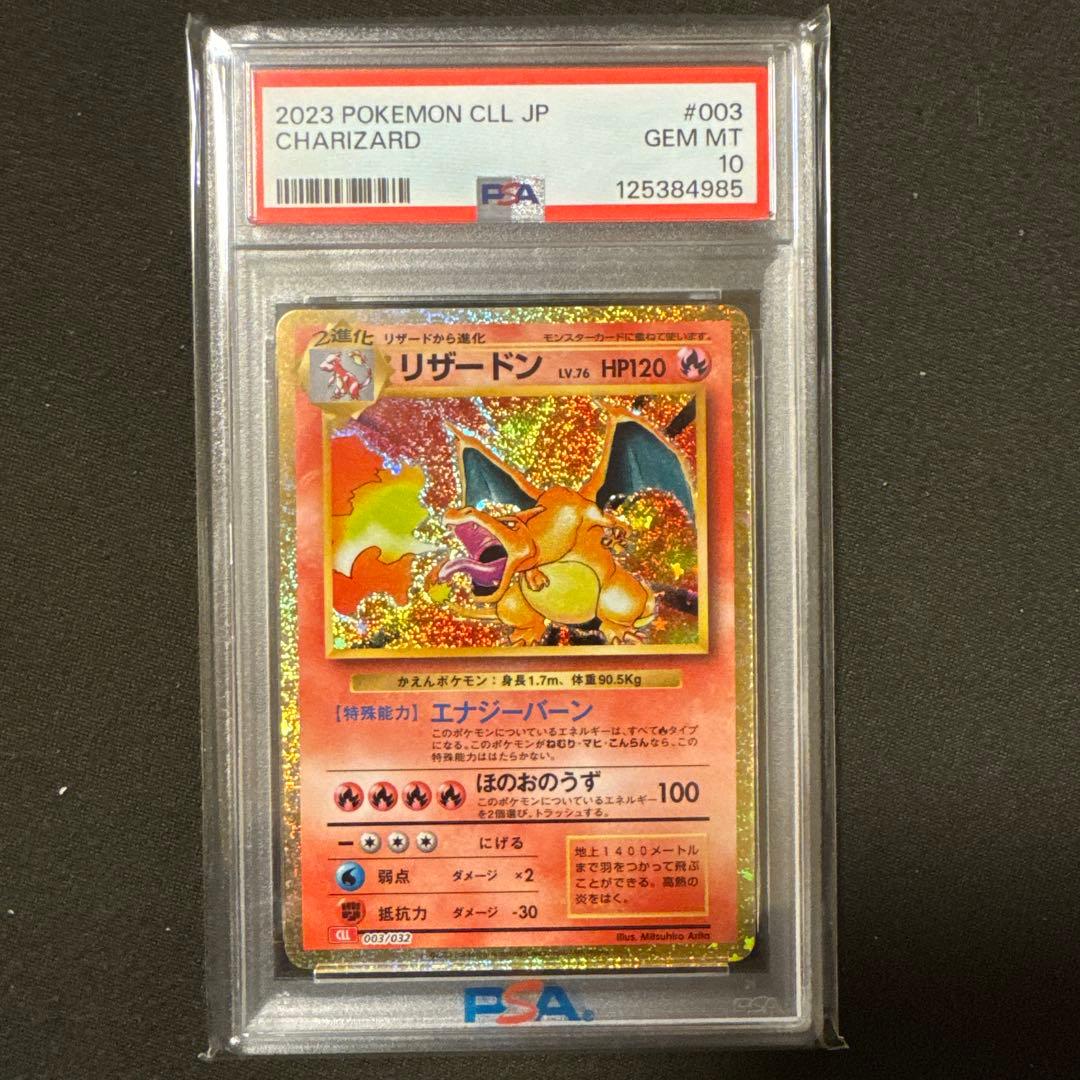 2023 POKEMON CLL JP #003
CHARIZARD GEM MT
10
PSA 125384985
2進化 リザードから進化 モンスターカードに重ねて使います。
リザードン LV.76 HP120
かえんポケモン：身長1.7m、体重90.5Kg
【特殊能力】 エナジーバーン
このポケモンについているエネルギーは、すべて🔥タイプ
になる。このポケモンがねむり・マヒ・こんらんなら、この
特殊能力ははたらかない。
ほのおのうず 100
このポケモンについているエネルギー
を2個選び、トラッシュする。
にげる
弱点 ダメージ ×2
抵抗力 ダメージ -30
地上1400メートル
まで羽をつかって飛ぶ
ことができる。高熱の
炎をはく。
Illus. Mitsuhiro Arita
CLL 003/032
PSA®
PSA